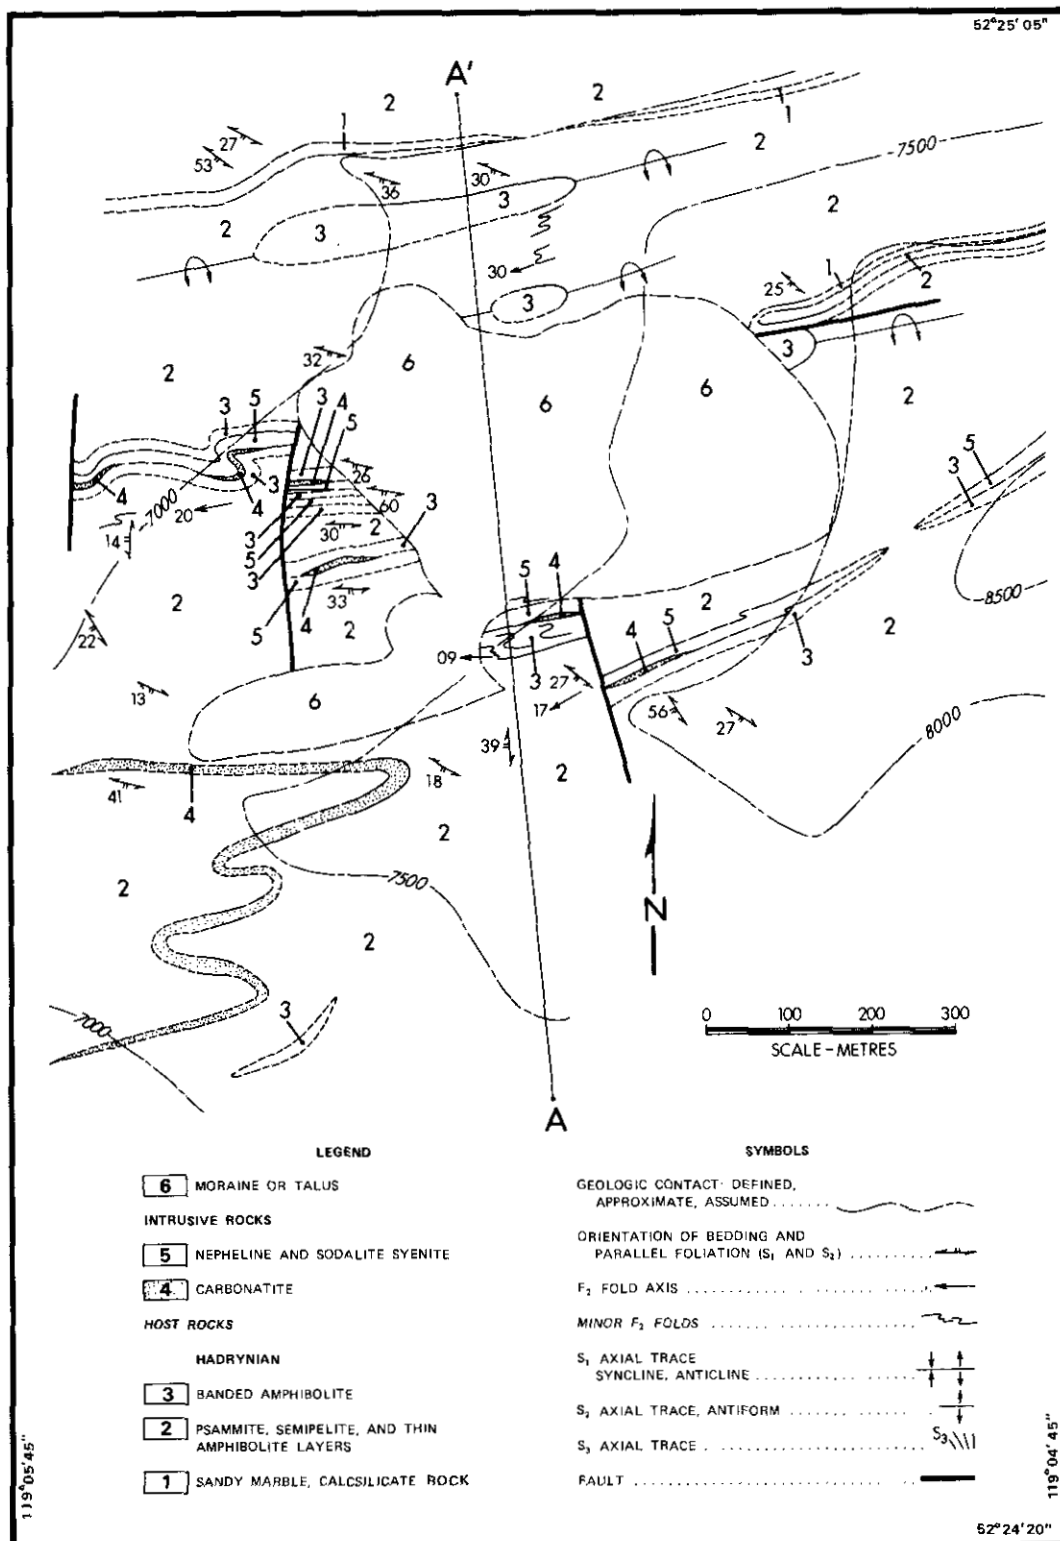 52°25'05"
A'
2
2
1
1
2
7500
27
53
36
30
3
2
3
2
30
1
2
25
3
3
32
6
2
6
6
2
3
5
3
4
5
5
3
4
3
4
26
60
3
7000
20
14
3
5
3
30
2
5
4
33
2
5
4
2
8500
2
22
2
4
5
3
09
3
27
17
56
27
8000
13
6
39
2
41
4
18
2
N
2
7500
2
7000
3
0 100 200 300
SCALE-METRES
A
LEGEND
6 MORAINE OR TALUS
INTRUSIVE ROCKS
5 NEPHELINE AND SODALITE SYENITE
4 CARBONATITE
HOST ROCKS
HADRYNIAN
3 BANDED AMPHIBOLITE
2 PSAMMITE, SEMIPELITE, AND THIN
AMPHIBOLITE LAYERS
1 SANDY MARBLE, CALCSILICATE ROCK
SYMBOLS
GEOLOGIC CONTACT: DEFINED,
APPROXIMATE, ASSUMED
ORIENTATION OF BEDDING AND
PARALLEL FOLIATION (S₁ AND S₂)
F₂ FOLD AXIS
MINOR F₂ FOLDS
S₁ AXIAL TRACE
SYNCLINE, ANTICLINE
S₂ AXIAL TRACE, ANTIFORM
S₃ AXIAL TRACE
S₃
FAULT
119°05'45"
119°04'45"
52°24'20"